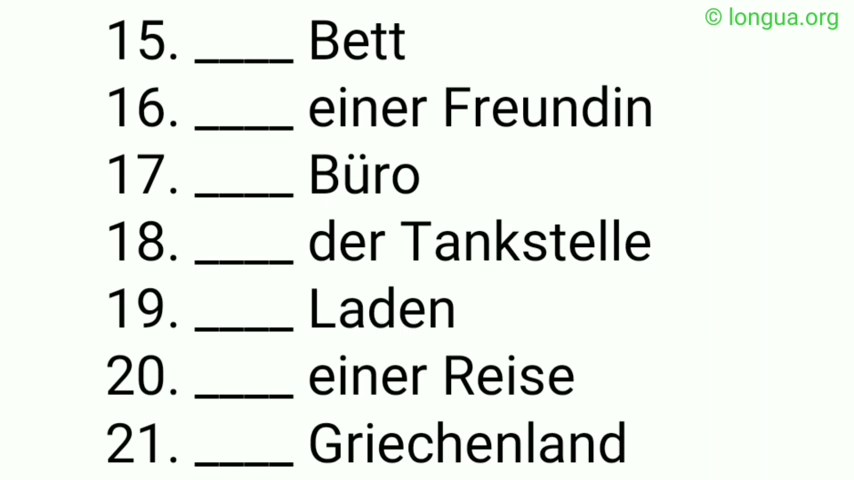 © longua.org
15. ____ Bett
16. ____ einer Freundin
17. ____ Büro
18. ____ der Tankstelle
19. ____ Laden
20. ____ einer Reise
21. ____ Griechenland